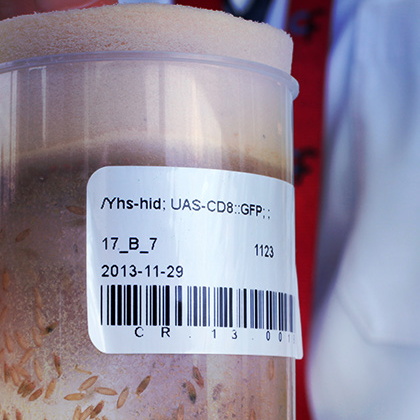 /Yhs-hid; UAS-CD8::GFP; ;
17_B_7 1123
2013-11-29
CR.13.00